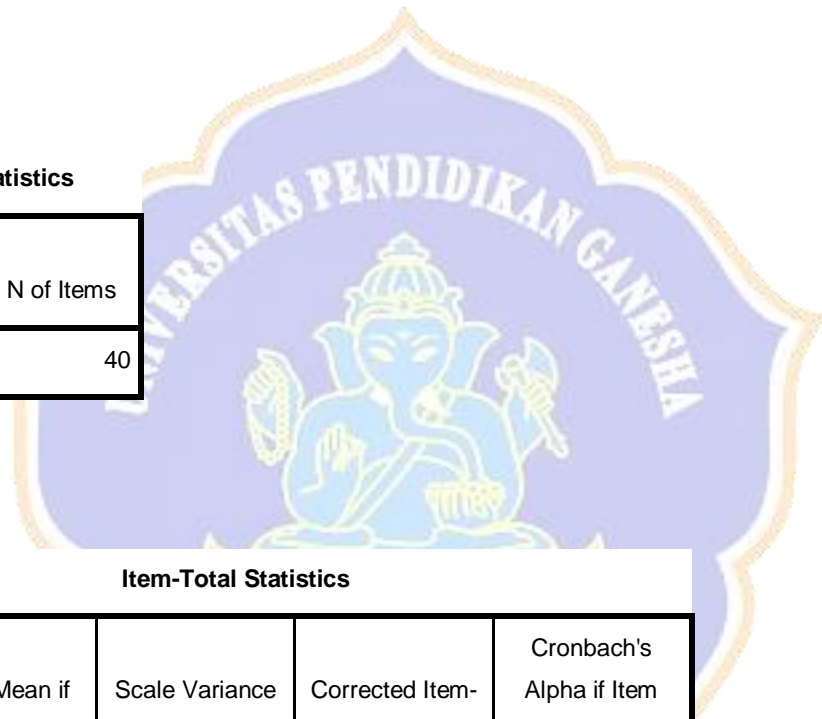 atistics
UNIVERSITAS PENDIDIKAN GANESHA
N of Items
40
Item-Total Statistics
Cronbach's
Mean if Scale Variance Corrected Item- Alpha if Item